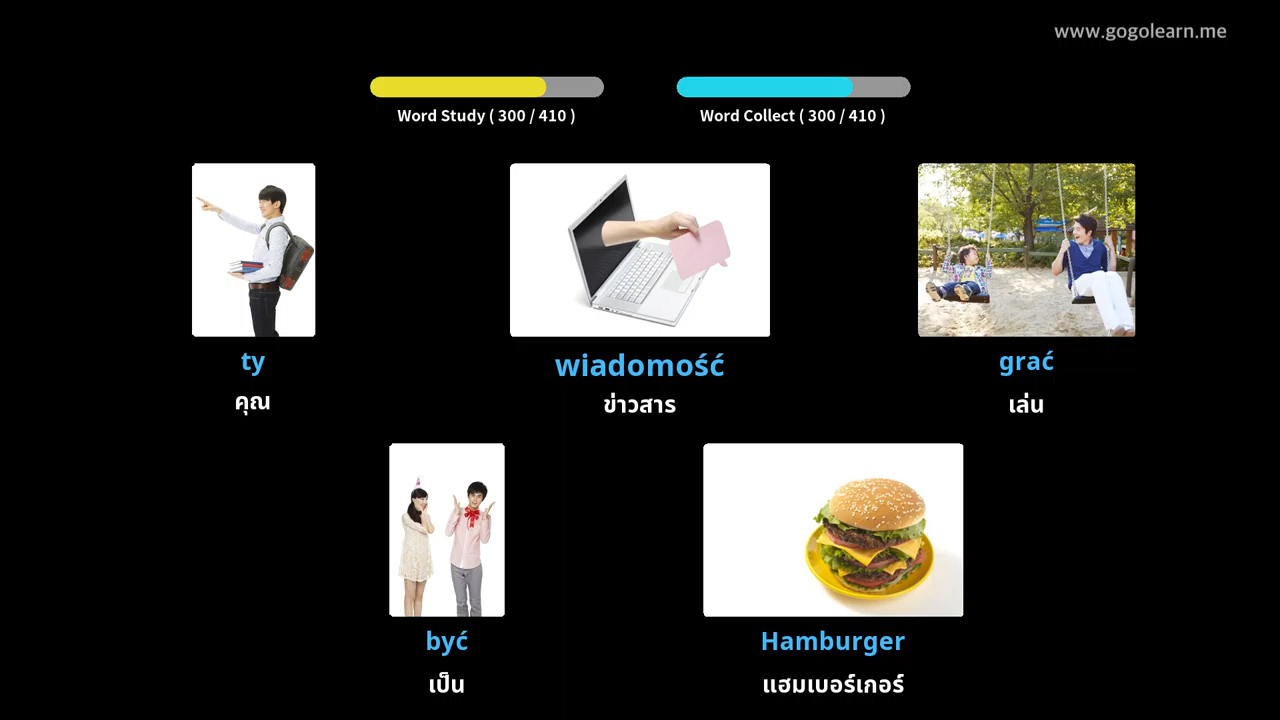 www.gogolearn.me
Word Study ( 300 / 410 )
Word Collect ( 300 / 410 )
ty
คุณ
wiadomość
ข่าวสาร
grać
เล่น
być
เป็น
Hamburger
แฮมเบอร์เกอร์